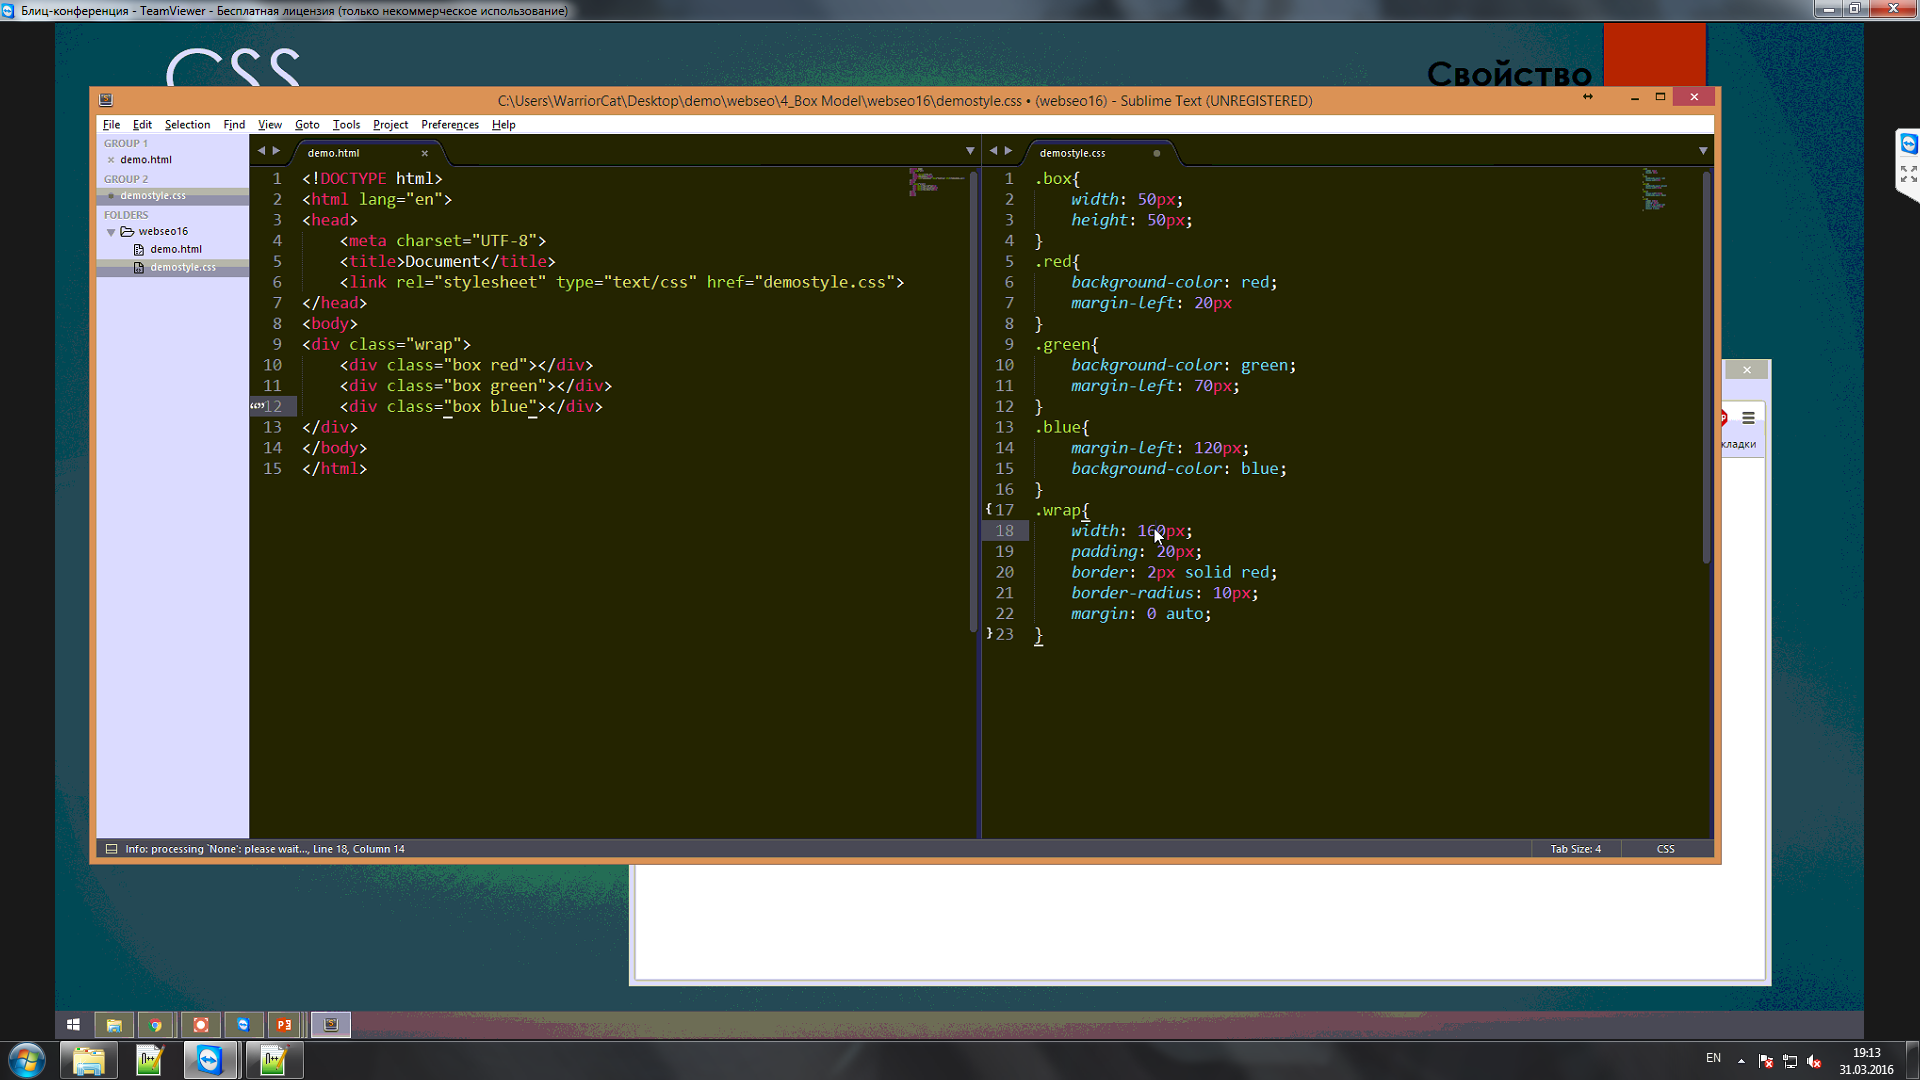 Блиц-конференция - TeamViewer - Бесплатная лицензия (только некоммерческое использование)
CSS
Свойство
C:\Users\WarriorCat\Desktop\demo\webseo\4_Box Model\webseo16\demostyle.css • (webseo16) - Sublime Text (UNREGISTERED)
File Edit Selection Find View Goto Tools Project Preferences Help
GROUP 1
demo.html
GROUP 2
demostyle.css
FOLDERS
webseo16
demo.html
demostyle.css
demo.html
1 <!DOCTYPE html>
2 <html lang="en">
3 <head>
4 <meta charset="UTF-8">
5 <title>Document</title>
6 <link rel="stylesheet" type="text/css" href="demostyle.css">
7 </head>
8 <body>
9 <div class="wrap">
10 <div class="box red"></div>
11 <div class="box green"></div>
12 <div class="box blue"></div>
13 </div>
14 </body>
15 </html>
demostyle.css
1 .box{
2 width: 50px;
3 height: 50px;
4 }
5 .red{
6 background-color: red;
7 margin-left: 20px
8 }
9 .green{
10 background-color: green;
11 margin-left: 70px;
12 }
13 .blue{
14 margin-left: 120px;
15 background-color: blue;
16 }
17 .wrap{
18 width: 160px;
19 padding: 20px;
20 border: 2px solid red;
21 border-radius: 10px;
22 margin: 0 auto;
23 }
кладки
Info: processing `None': please wait..., Line 18, Column 14
Tab Size: 4
CSS
EN
19:13
31.03.2016